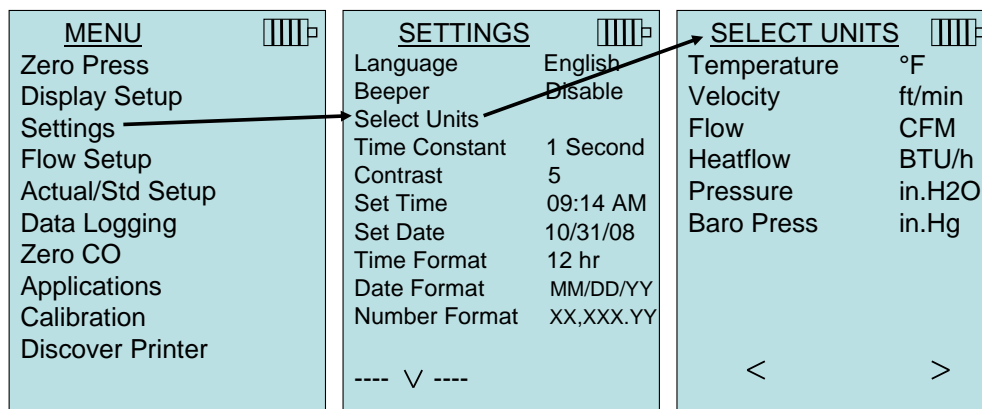 MENU
Zero Press
Display Setup
Settings
Flow Setup
Actual/Std Setup
Data Logging
Zero CO
Applications
Calibration
Discover Printer
SETTINGS
Language English
Beeper Disable
Select Units
Time Constant 1 Second
Contrast 5
Set Time 09:14 AM
Set Date 10/31/08
Time Format 12 hr
Date Format MM/DD/YY
Number Format XX,XXX.YY
---- ∨ ----
SELECT UNITS
Temperature °F
Velocity ft/min
Flow CFM
Heatflow BTU/h
Pressure in.H2O
Baro Press in.Hg
< >